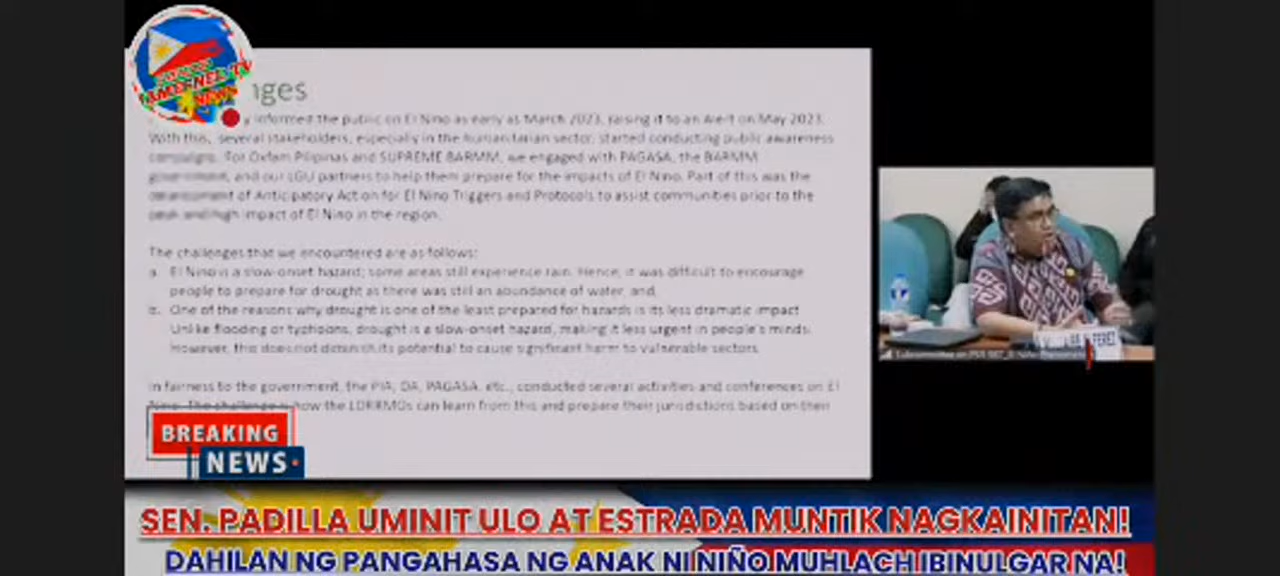 nges
y informed the public on El Nino as early as March 2023, raising it to an Alert on May 2023.
With this, several stakeholders, especially in the humanitarian sector, started conducting public awareness
For Oxfam Pilipinas and SUPREME BARMM, we engaged with PAGASA, the BARMM
and our LGU partners to help them prepare for the impacts of El Nino. Part of this was the
of Anticipatory Action for El Nino Triggers and Protocols to assist communities prior to the
impact of El Nino in the region.
The challenges that we encountered are as follows:
a. El Nino is a slow onset hazard; some areas still experience rain. Hence, it was difficult to encourage
people to prepare for drought as there was still an abundance of water, and,
b. One of the reasons why drought is one of the least prepared for hazards is its less dramatic impact
Unlike flooding or typhoons, drought is a slow-onset hazard, making it less urgent in people's minds.
However, this does not diminish its potential to cause significant harm to vulnerable sectors.
In fairness to the government, the PIA, DA, PAGASA, etc., conducted several activities and conferences on El
Nino. The challenge is how the LDRRMOs can learn from this and prepare their jurisdictions based on their
TV
NEWS
PEREZ
BREAKING
NEWS
SEN. PADILLA UMINIT ULO AT ESTRADA MUNTIK NAGKAINITAN!
DAHILAN NG PANGAHASA NG ANAK NI NIÑO MUHLACH IBINULGAR NA!